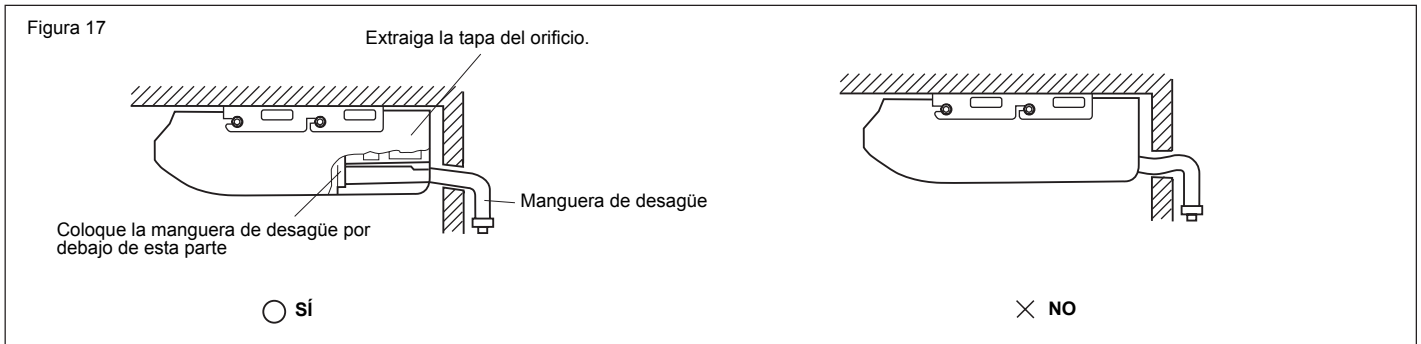 Figura 17
Extraiga la tapa del orificio.
Manguera de desagüe
Coloque la manguera de desagüe por
debajo de esta parte
SÍ
NO